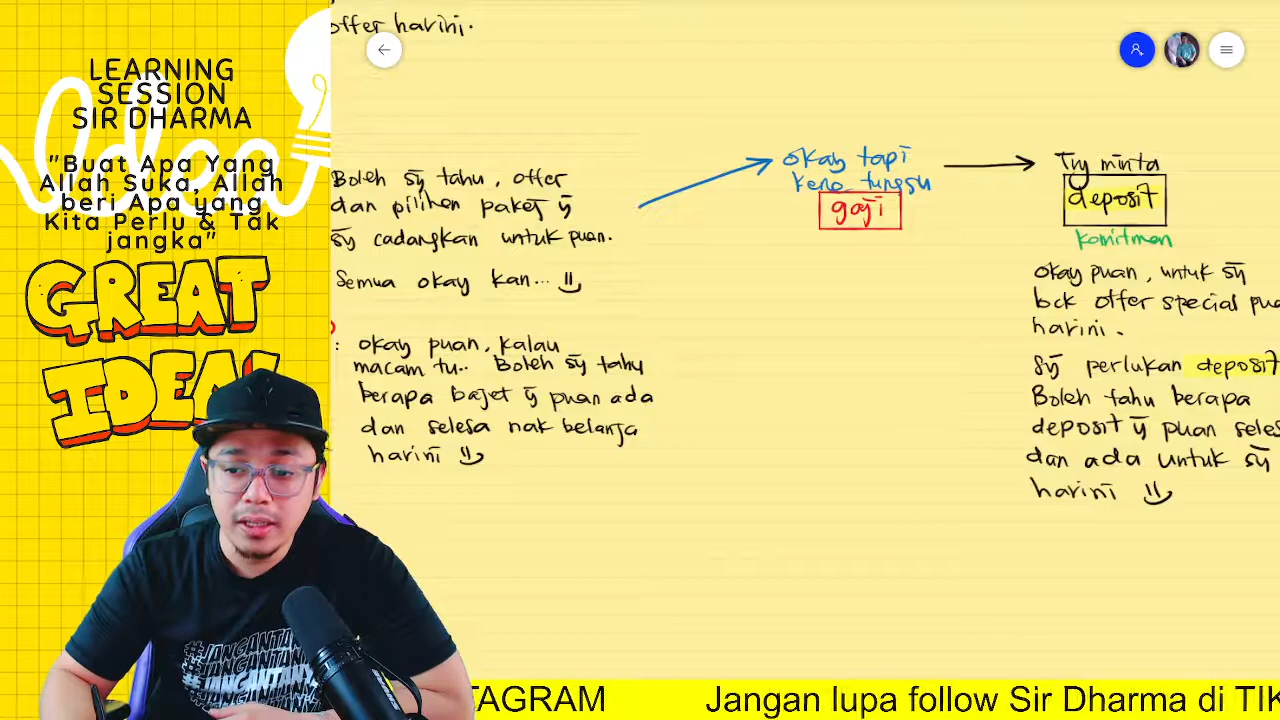 LEARNING
SESSION
SIR DHARMA
"Buat Apa Yang
Allah Suka, Allah
beri Apa yang
Kita Perlu & Tak
jangka"
GREAT
IDEA
offer harini.
Boleh sy tahu, offer
dan pilihan pakej y
sy cadangkan untuk puan.
Semua okay kan...
: okay puan, kalau
macam tu.. Boleh sy tahu
berapa bajet y puan ada
dan selesa nak belanja
harini
okay tapi
kena tunggu
gaji
Try minta
deposit
komitmen
okay puan, untuk sy
bck offer special pua
harini.
sy perlukan deposit
Boleh tahu berapa
deposit y puan seles
dan ada untuk sy
harini
#JANGANTANY
#JANGANTANY
TAGRAM Jangan lupa follow Sir Dharma di TIK